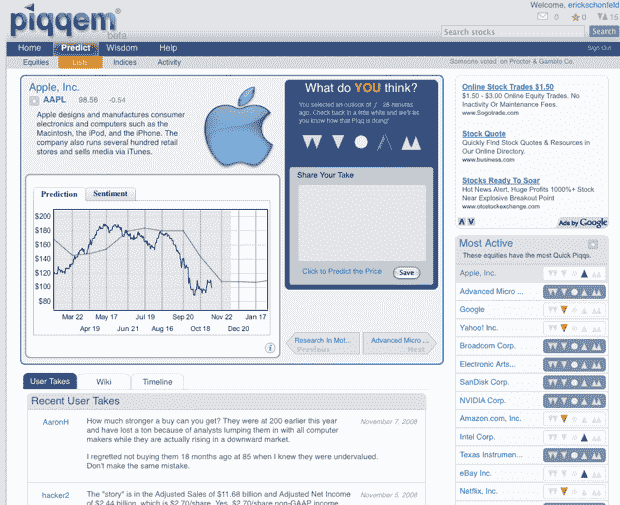 piqqem®
beta
Welcome, erickschonfeld
0 0 15
Search stocks Search
Home Predict Wisdom Help Sign Out
Equities Lists Indices Activity Someone voted on Procter & Gamble Co.
Apple, Inc.
AAPL 98.56 -0.54
Apple designs and manufactures consumer
electronics and computers such as the
Macintosh, the iPod, and the iPhone. The
company also runs several hundred retail
stores and sells media via iTunes.
Prediction Sentiment
$200
$180
$160
$140
$120
$100
$80
Mar 22 May 17 Jul 19 Sep 20 Nov 22 Jan 17
Apr 19 Jun 21 Aug 16 Oct 18 Dec 20
What do YOU think?
You selected an outlook of 28 minutes
ago. Check back in a little while and we'll let
you know how that Piqq is doing!
Share Your Take
Click to Predict the Price Save
Research In Mot... Advanced Micro ...
Previous Next
Online Stock Trades $1.50
$1.50 - $3.00 Online Equity Trades. No
Inactivity Or Maintenance Fees.
www.Sogotrade.com
Stock Quote
Quickly Find Stock Quotes & Resources in
Our Online Directory.
www.business.com
Stocks Ready To Soar
Hot News Alert, Huge Profits 1000%+ Stock
Near Explosive Breakout Point
www.otcstockexchange.com
Ads by Google
Most Active
These equities have the most Quick Piqqs.
Apple, Inc.
Advanced Micro ...
Google
Yahoo! Inc.
Broadcom Corp.
Electronic Arts...
SanDisk Corp.
NVIDIA Corp.
Amazon.com, Inc.
Intel Corp.
Texas Instrumen...
eBay Inc.
Netflix, Inc.
User Takes Wiki Timeline
Recent User Takes
AaronH How much stronger a buy can you get? They were at 200 earlier this year November 7, 2008
and have lost a ton because of analysts lumping them in with all computer
makers while they are actually rising in a downward market.
I regretted not buying them 18 months ago at 85 when I knew they were undervalued.
Don't make the same mistake.
hacker2 The "story" is in the Adjusted Sales of $11.68 billion and Adjusted Net Income November 5, 2008
of $2.44 billion, which is $2.70/share. Yes, $2.70/share non-GAAP income